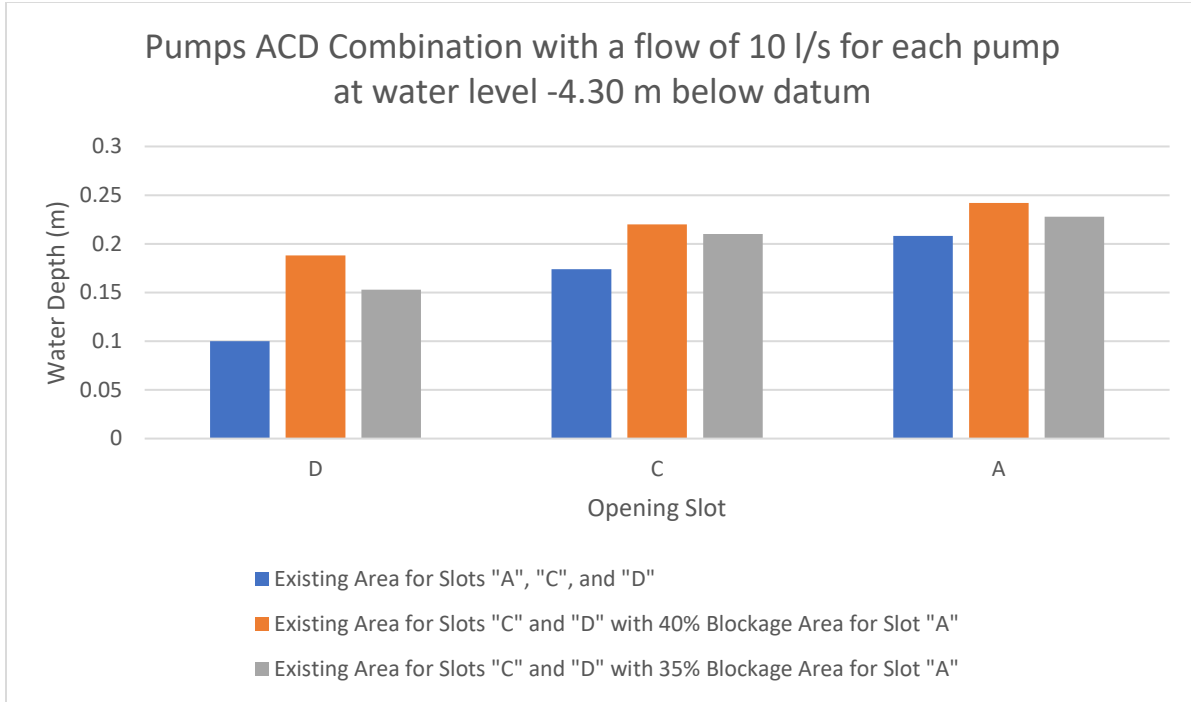 Pumps ACD Combination with a flow of 10 l/s for each pump
at water level -4.30 m below datum
Water Depth (m)
0.3
0.25
0.2
0.15
0.1
0.05
0
D
C
A
Opening Slot
Existing Area for Slots "A", "C", and "D"
Existing Area for Slots "C" and "D" with 40% Blockage Area for Slot "A"
Existing Area for Slots "C" and "D" with 35% Blockage Area for Slot "A"